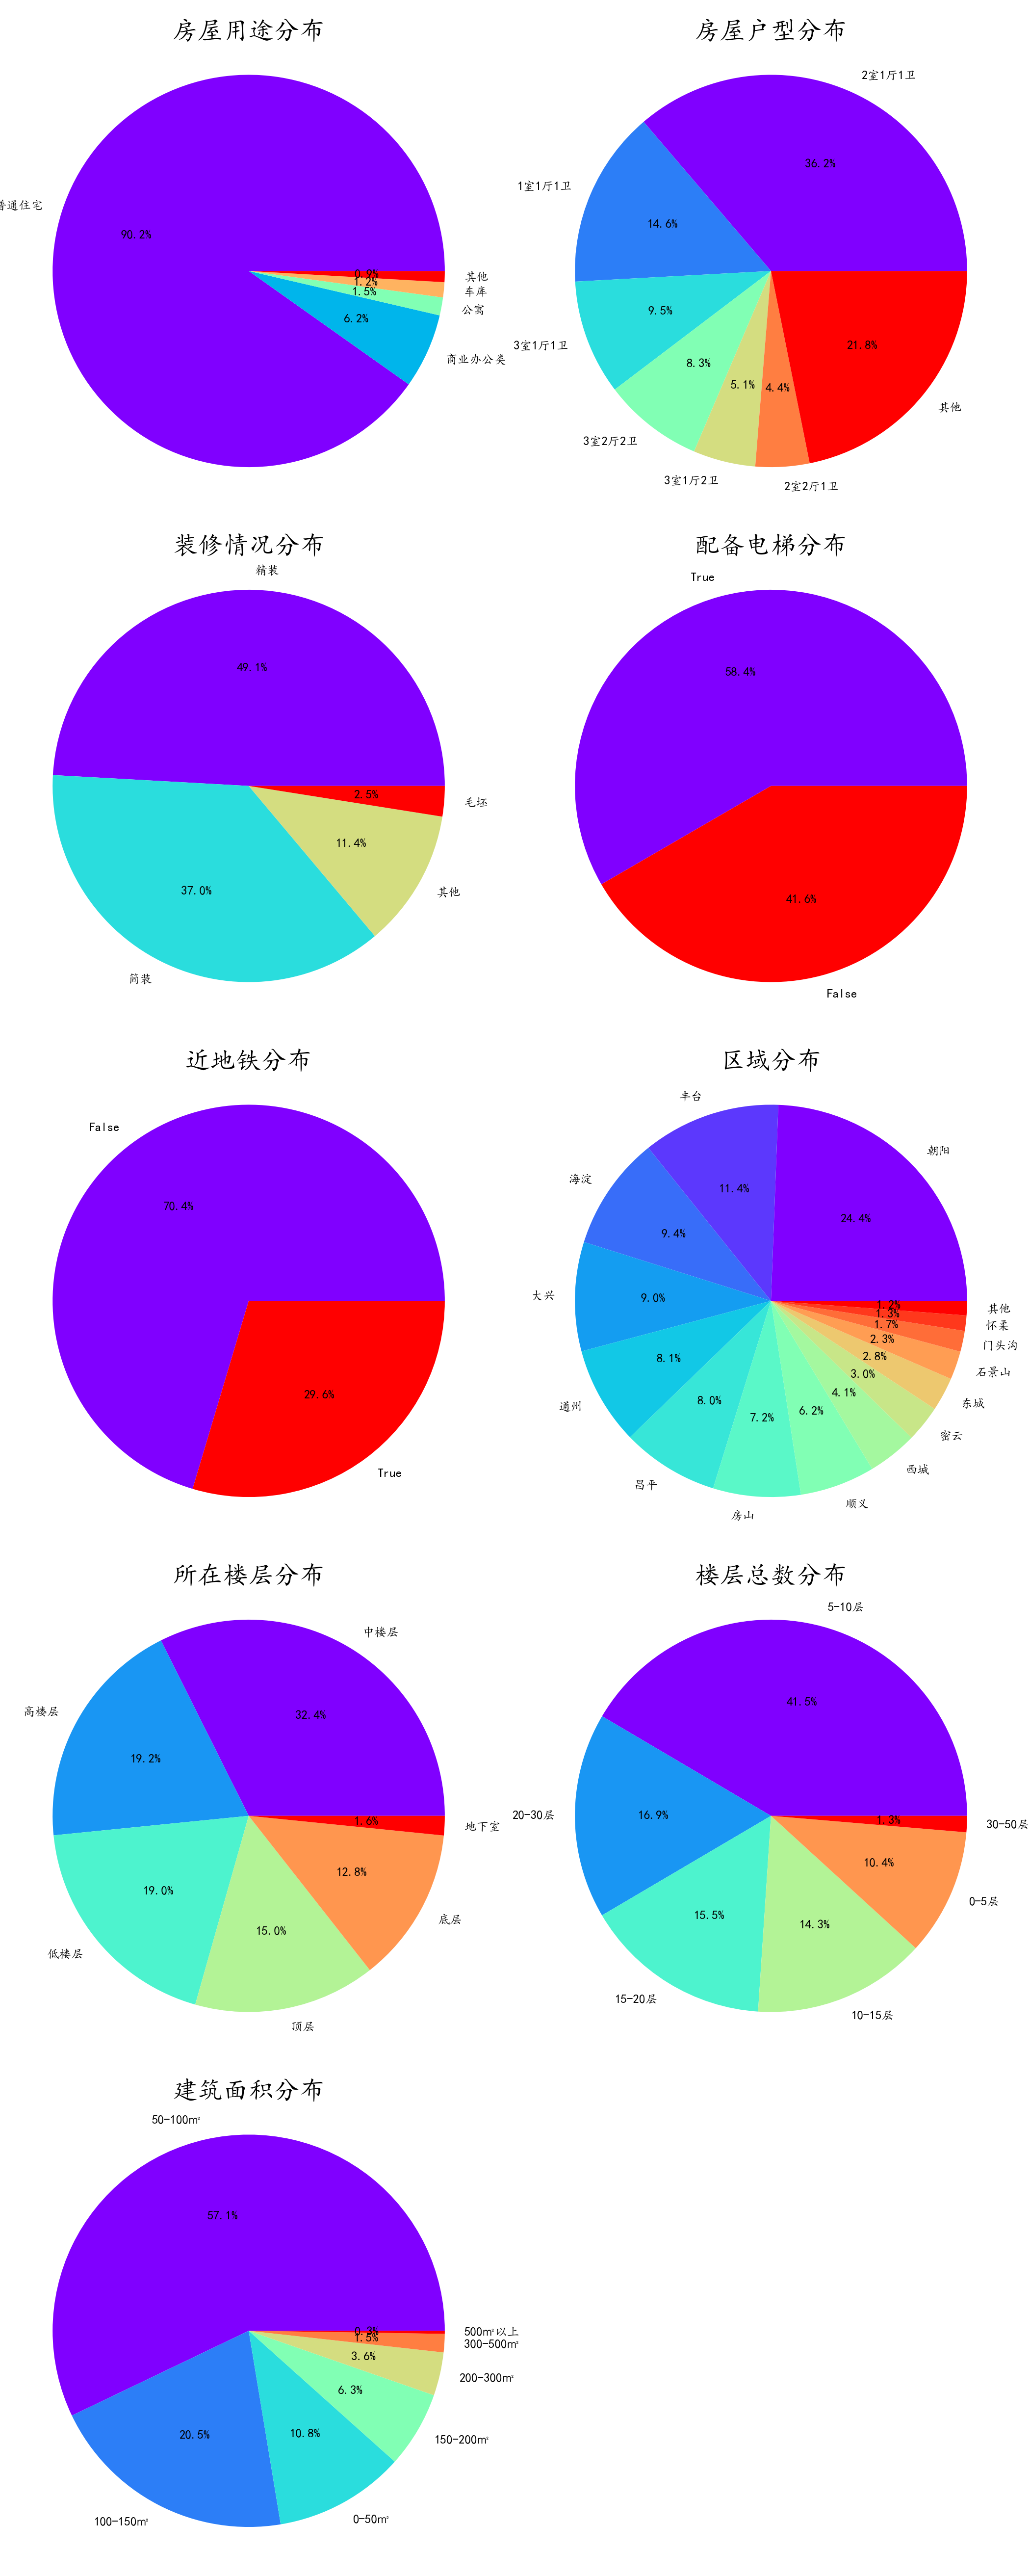 房屋用途分布
普通住宅
90.2%
0.9%
其他
1.2%
车库
1.5%
公寓
6.2%
商业办公类
房屋户型分布
2室1厅1卫
36.2%
1室1厅1卫
14.6%
3室1厅1卫
9.5%
3室2厅2卫
8.3%
3室1厅2卫
5.1%
2室2厅1卫
4.4%
其他
21.8%
装修情况分布
精装
49.1%
简装
37.0%
其他
11.4%
毛坯
2.5%
配备电梯分布
True
58.4%
False
41.6%
近地铁分布
False
70.4%
True
29.6%
区域分布
朝阳
24.4%
丰台
11.4%
海淀
9.4%
大兴
9.0%
通州
8.1%
昌平
8.0%
房山
7.2%
顺义
6.2%
西城
4.1%
密云
3.0%
东城
2.8%
石景山
2.3%
门头沟
1.7%
怀柔
1.3%
其他
1.2%
所在楼层分布
中楼层
32.4%
高楼层
19.2%
低楼层
19.0%
顶层
15.0%
底层
12.8%
地下室
1.6%
楼层总数分布
5-10层
41.5%
20-30层
16.9%
15-20层
15.5%
10-15层
14.3%
0-5层
10.4%
30-50层
1.3%
建筑面积分布
50-100㎡
57.1%
100-150㎡
20.5%
0-50㎡
10.8%
150-200㎡
6.3%
200-300㎡
3.6%
300-500㎡
1.5%
500㎡以上
0.3%